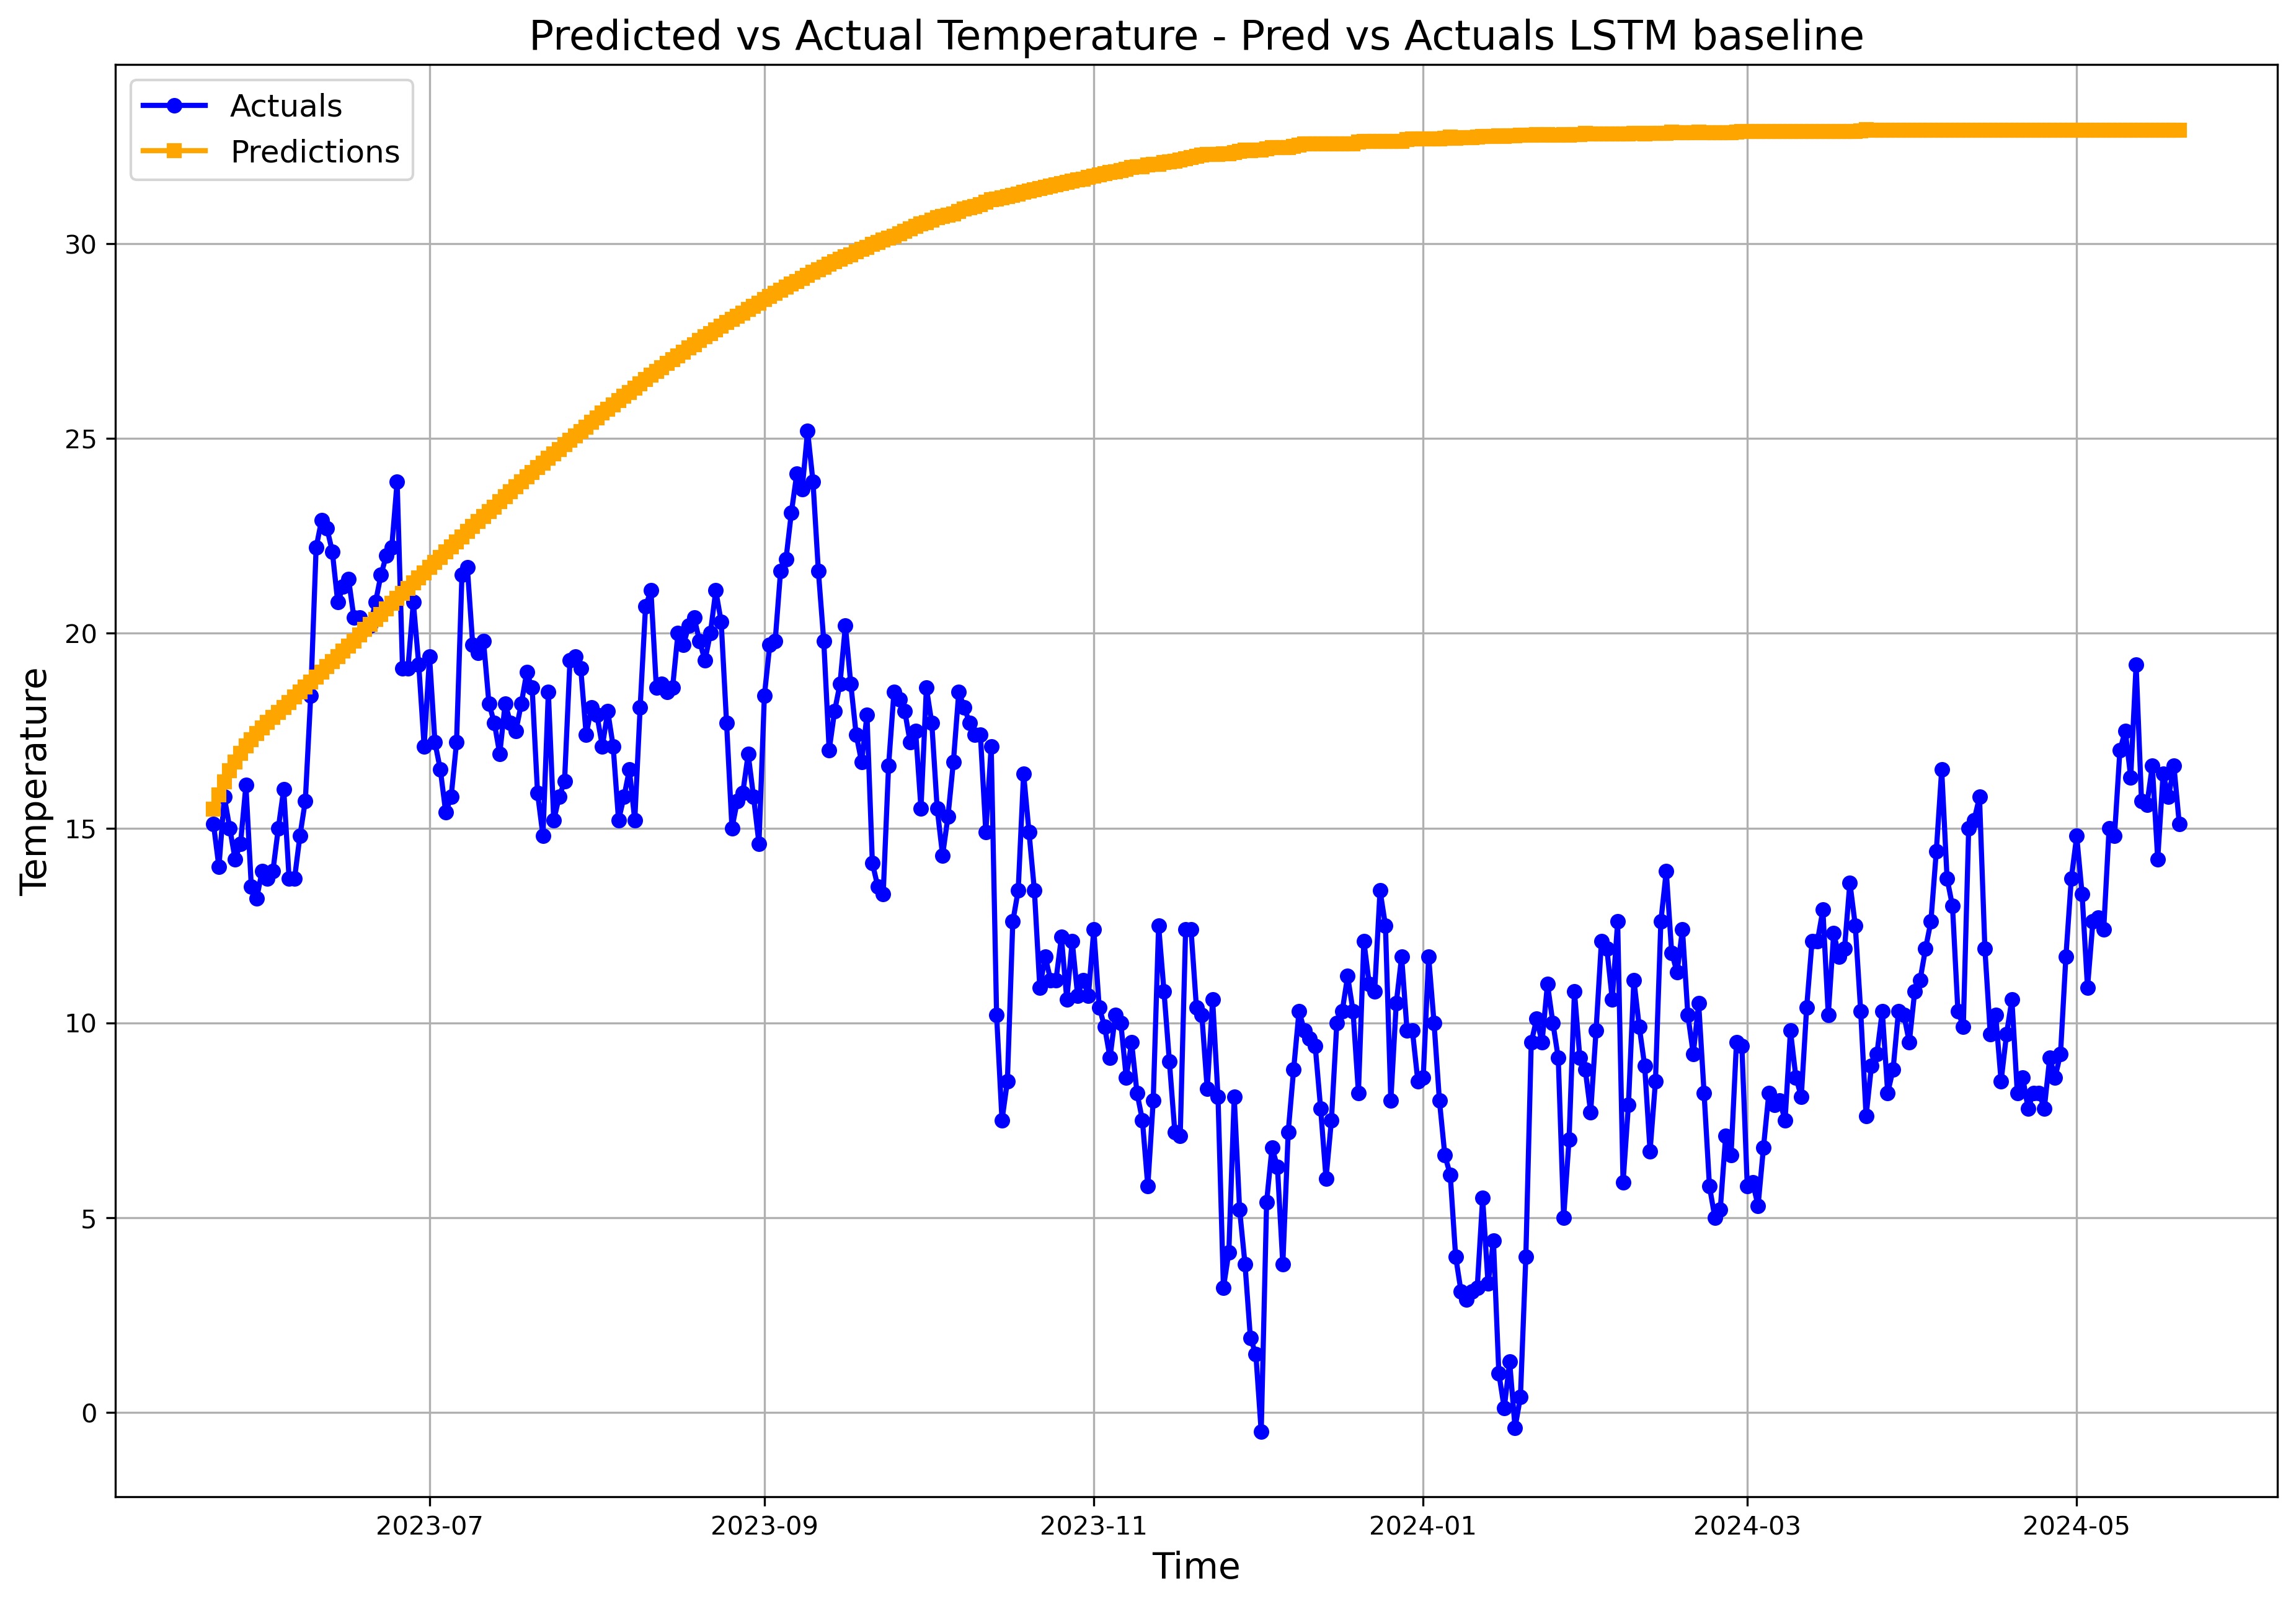 Predicted vs Actual Temperature - Pred vs Actuals LSTM baseline
Actuals
Predictions
Temperature
30
25
20
15
10
5
0
2023-07
2023-09
2023-11
2024-01
2024-03
2024-05
Time